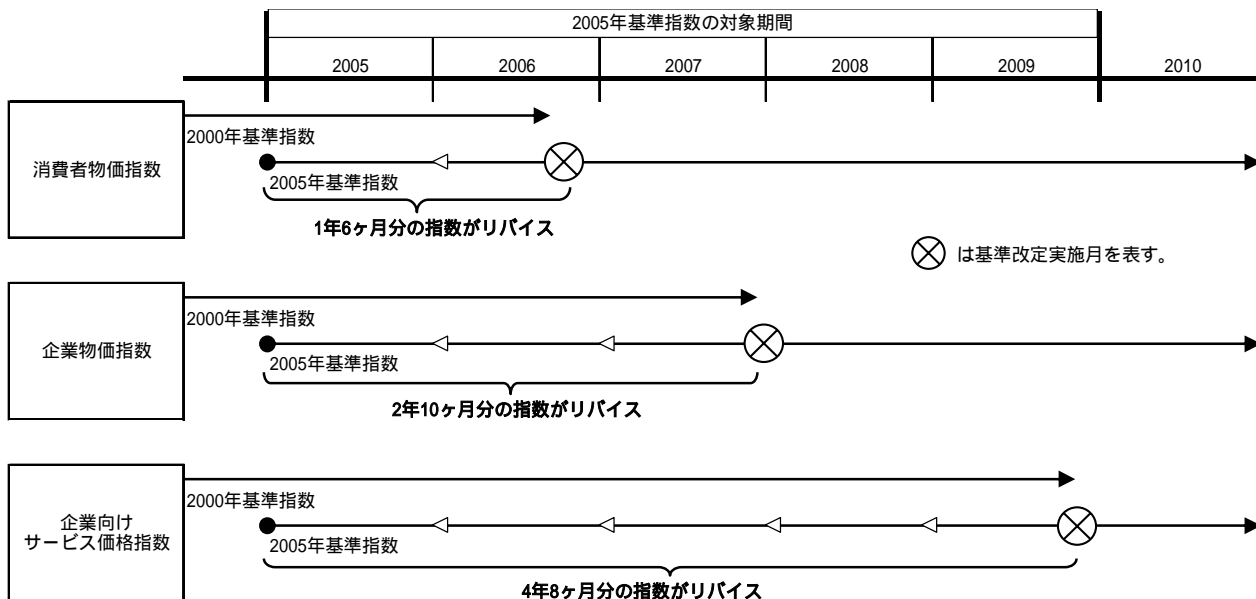 2005年基準指数の対象期間
2005
2006
2007
2008
2009
2010
消費者物価指数
2000年基準指数
2005年基準指数
1年6ヶ月分の指数がリバイス
は基準改定実施月を表す。
企業物価指数
2000年基準指数
2005年基準指数
2年10ヶ月分の指数がリバイス
企業向け
サービス価格指数
2000年基準指数
2005年基準指数
4年8ヶ月分の指数がリバイス